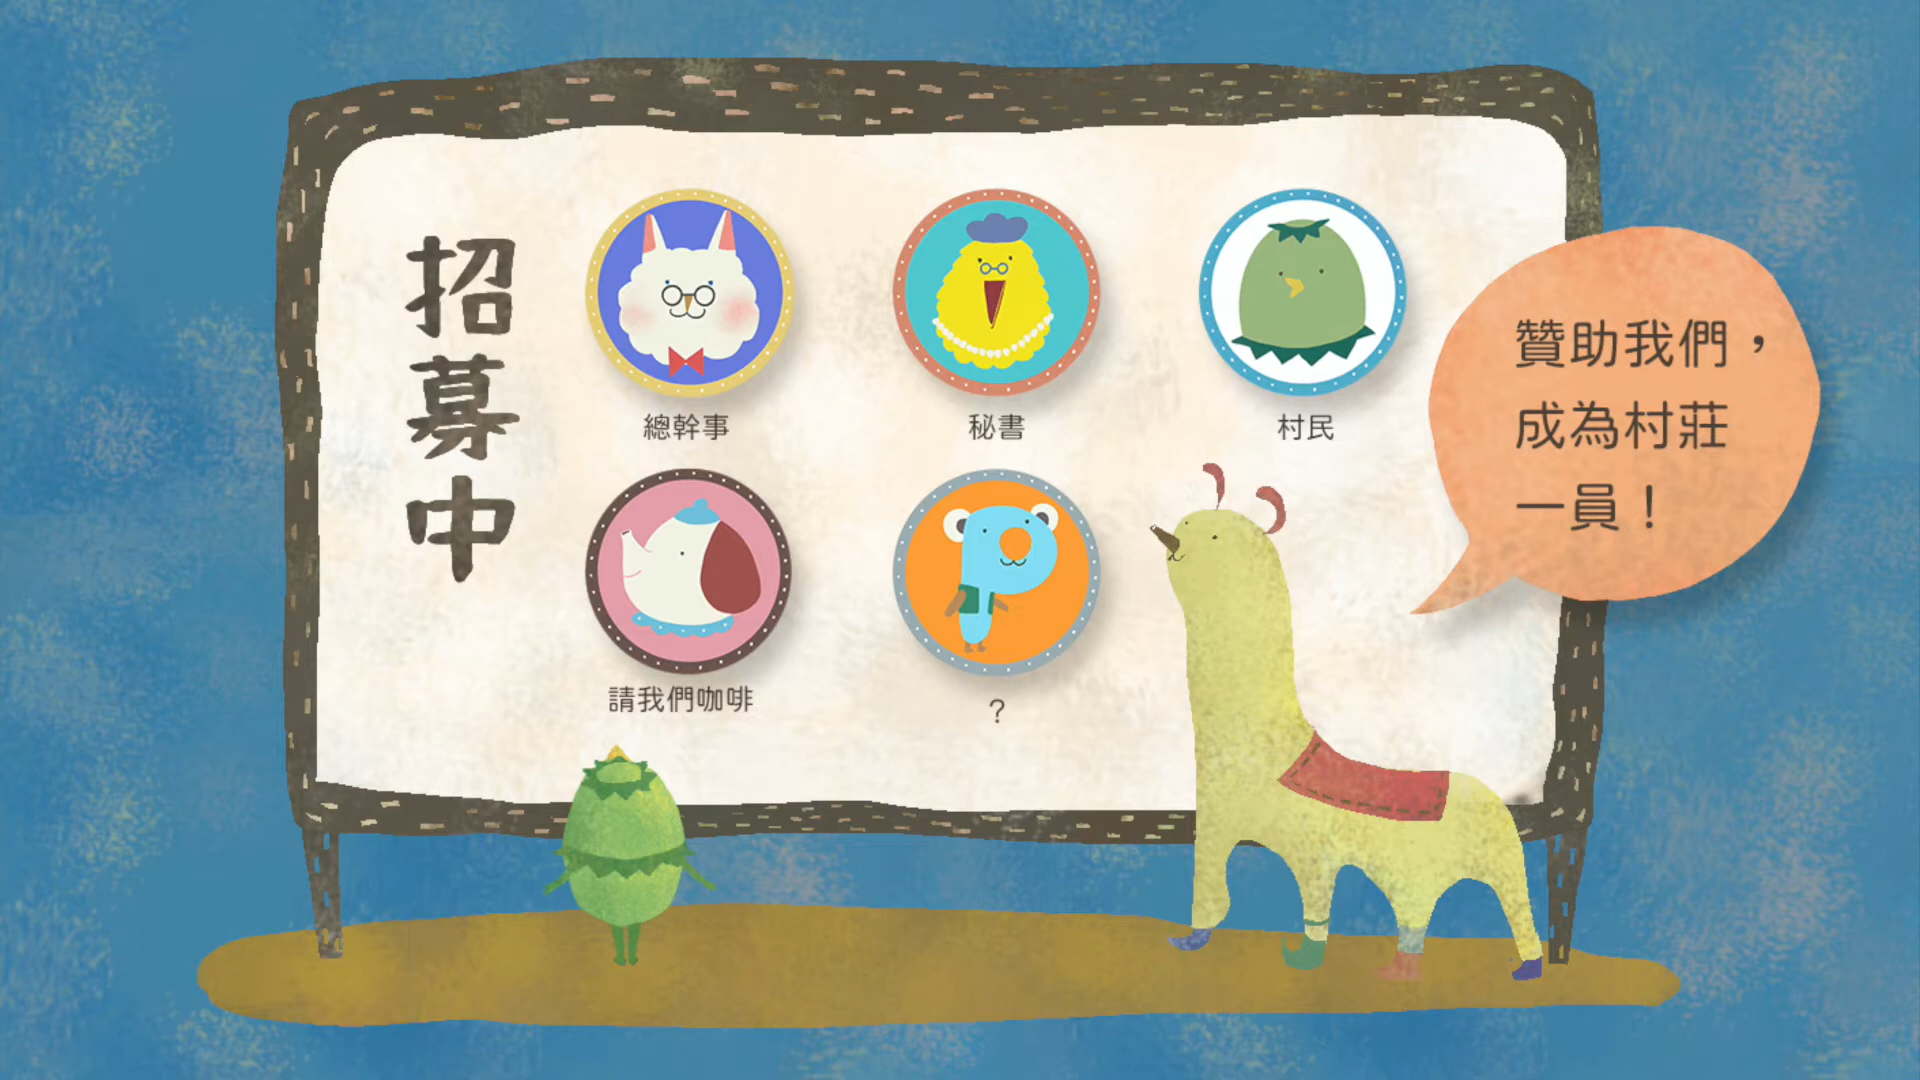 招募中
總幹事
秘書
村民
請我們咖啡
？
贊助我們，
成為村莊
一員！